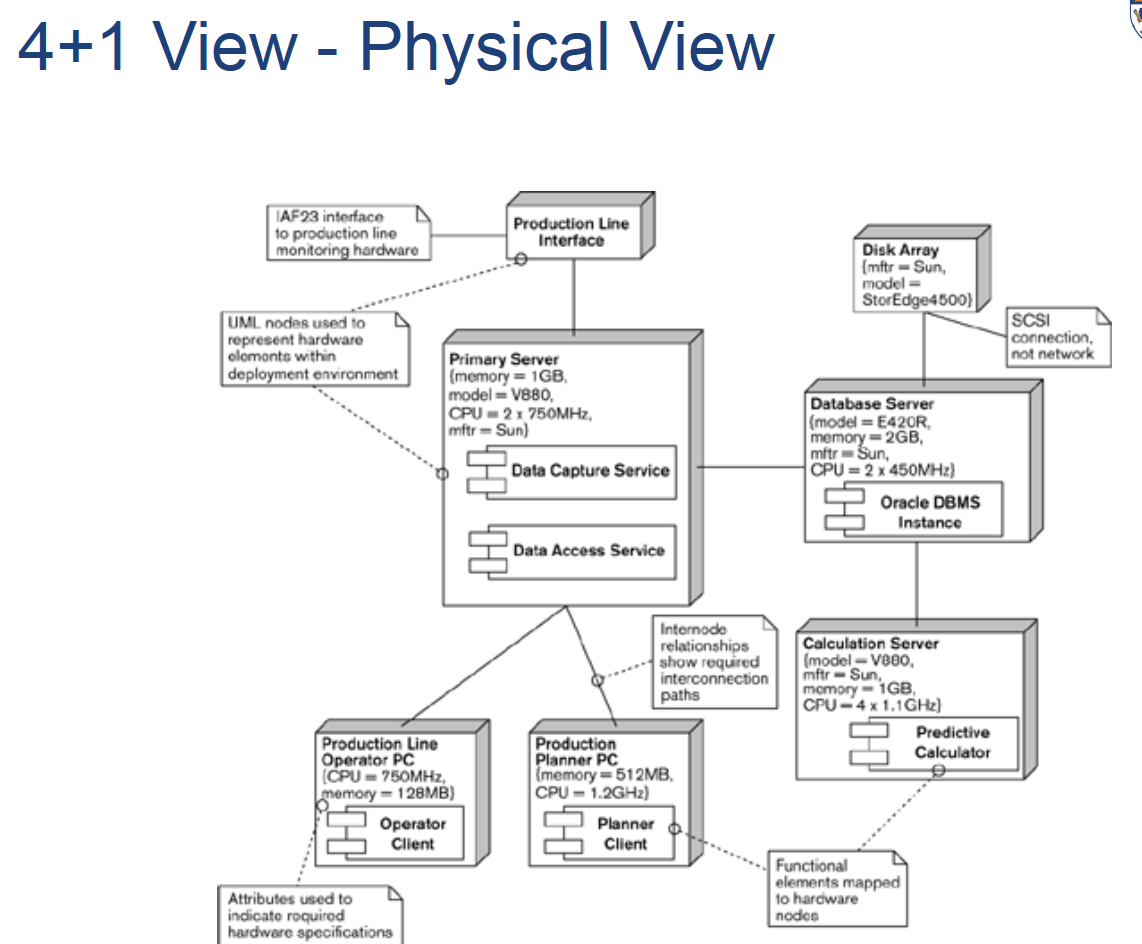 4+1 View - Physical View
IAF23 interface
to production line
monitoring hardware
Production Line
Interface
Disk Array
{mftr = Sun,
model =
StorEdge4500}
SCSI
connection,
not network
UML nodes used to
represent hardware
elements within
deployment environment
Primary Server
{memory = 1GB,
model = V880,
CPU = 2 x 750MHz,
mftr = Sun}
Data Capture Service
Data Access Service
Database Server
{model = E420R,
memory = 2GB,
mftr = Sun,
CPU = 2 x 450MHz}
Oracle DBMS
Instance
Internode
relationships
show required
interconnection
paths
Calculation Server
{model = V880,
mftr = Sun,
memory = 1GB,
CPU = 4 x 1.1GHz}
Predictive
Calculator
Production Line
Operator PC
{CPU = 750MHz,
memory = 128MB}
Operator
Client
Production
Planner PC
{memory = 512MB,
CPU = 1.2GHz}
Planner
Client
Functional
elements mapped
to hardware
nodes
Attributes used to
indicate required
hardware specifications